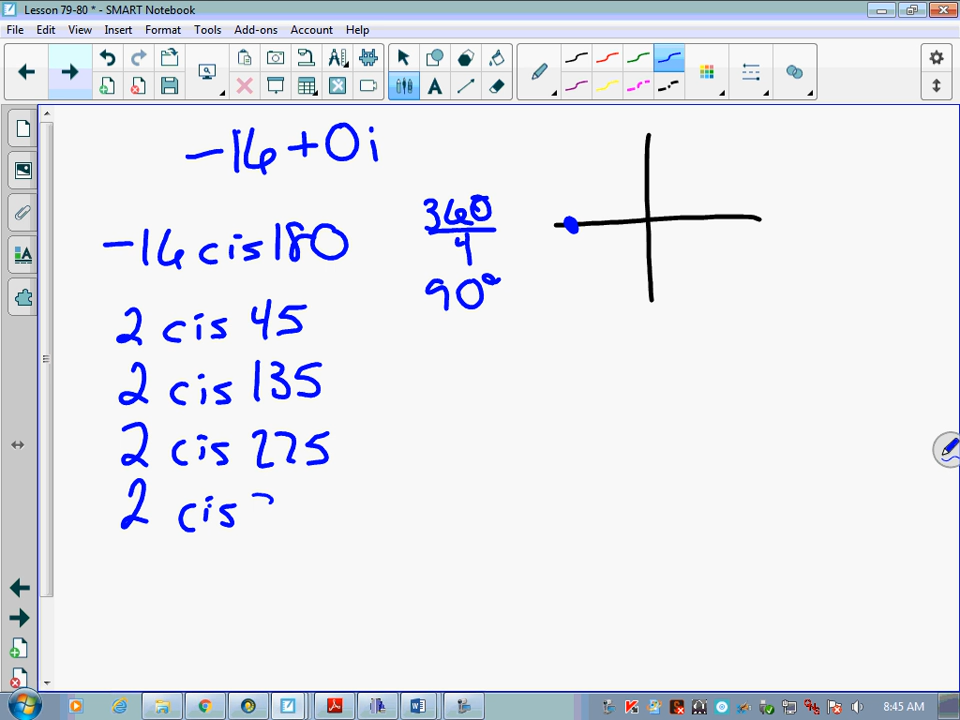 Lesson 79-80 * - SMART Notebook
File Edit View Insert Format Tools Add-ons Account Help
-16+0i
-16 cis 180
360
4
90°
2 cis 45
2 cis 135
2 cis 225
2 cis
8:45 AM